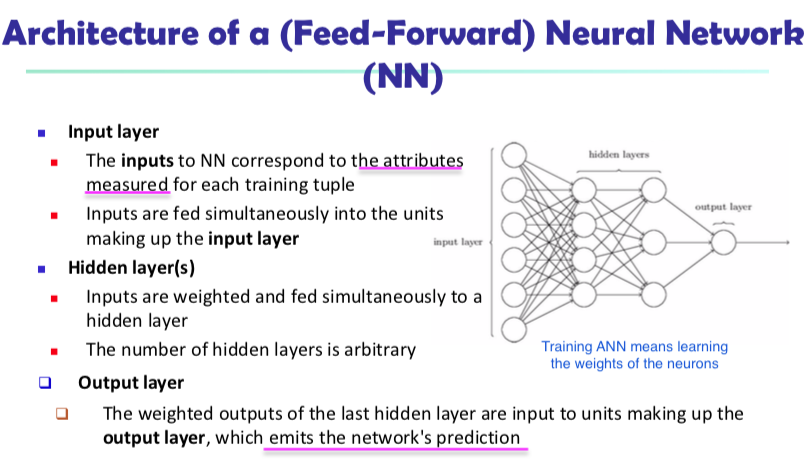 Architecture of a (Feed-Forward) Neural Network
(NN)
Input layer
The inputs to NN correspond to the attributes
measured for each training tuple
Inputs are fed simultaneously into the units
making up the input layer
Hidden layer(s)
Inputs are weighted and fed simultaneously to a
hidden layer
The number of hidden layers is arbitrary
Output layer
The weighted outputs of the last hidden layer are input to units making up the
output layer, which emits the network's prediction
hidden layers
output layer
input layer
Training ANN means learning
the weights of the neurons